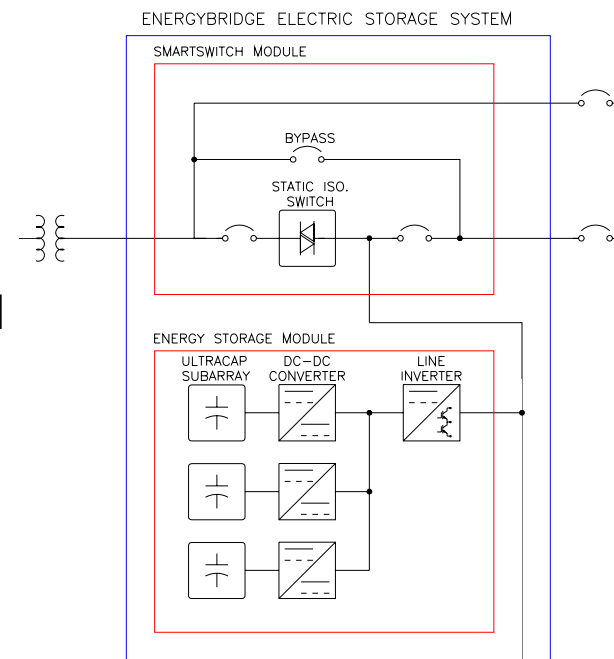 ENERGYBRIDGE ELECTRIC STORAGE SYSTEM
SMARTSWITCH MODULE
BYPASS
STATIC ISO.
SWITCH
ENERGY STORAGE MODULE
ULTRACAP
SUBARRAY
DC-DC
CONVERTER
LINE
INVERTER